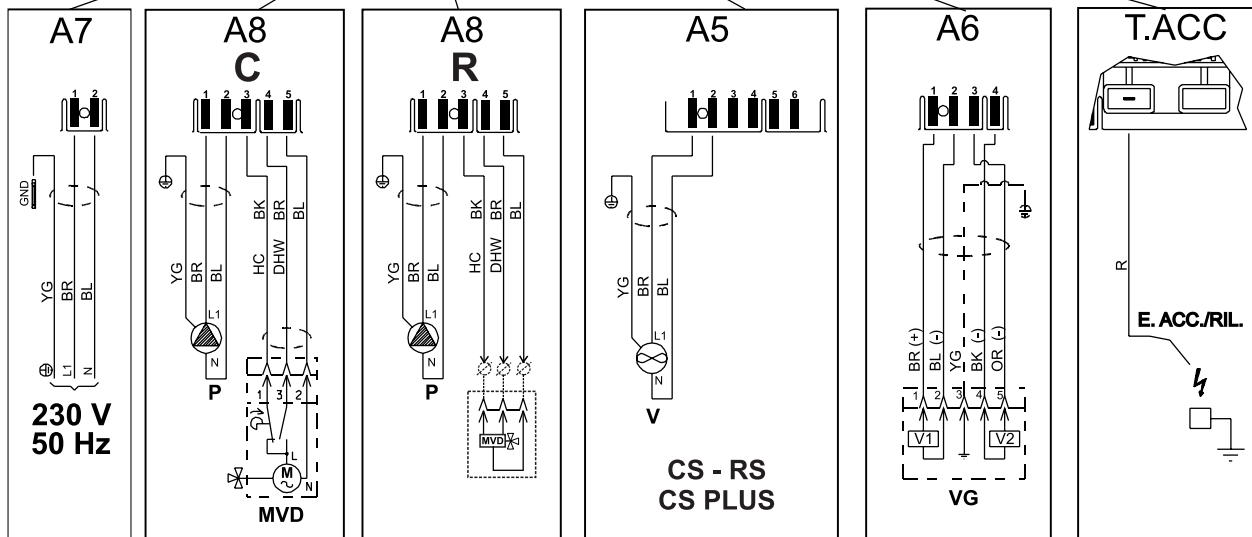 A7
1 2
GND
YG
BR
BL
L1
N
230 V
50 Hz
A8
C
1 2 3 4 5
YG
BR
BL
BK
BR
BL
HC
DHW
L1
N
P
1 3 2
L
M
N
MVD
A8
R
1 2 3 4 5
YG
BR
BL
BK
BR
BL
HC
DHW
L1
N
P
MVD
A5
1 2 3 4 5 6
YG
BR
BL
L1
N
V
CS - RS
CS PLUS
A6
1 2 3 4
BR (+)
BL (-)
YG
BK (-)
OR (-)
1 2 3 4 5
V1
V2
VG
T.ACC
R
E. ACC./RIL.